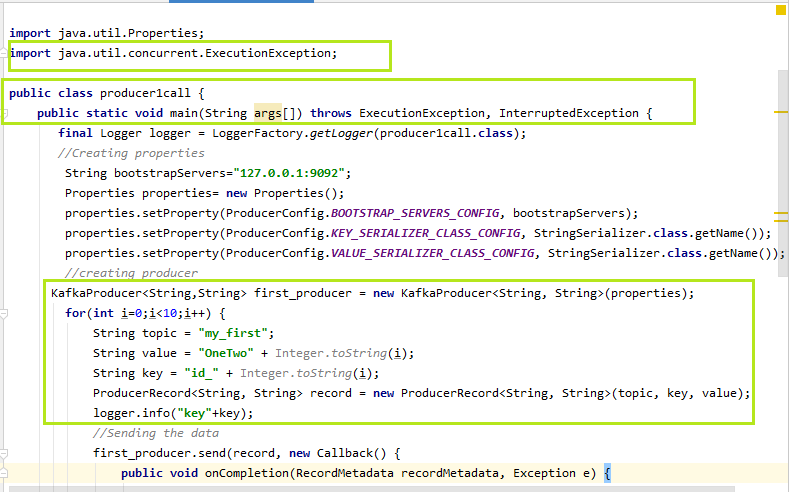 import java.util.Properties;
import java.util.concurrent.ExecutionException;
public class producer1call {
public static void main(String args[]) throws ExecutionException, InterruptedException {
final Logger logger = LoggerFactory.getLogger(producer1call.class);
//Creating properties
String bootstrapServers="127.0.0.1:9092";
Properties properties= new Properties();
properties.setProperty(ProducerConfig.BOOTSTRAP_SERVERS_CONFIG, bootstrapServers);
properties.setProperty(ProducerConfig.KEY_SERIALIZER_CLASS_CONFIG, StringSerializer.class.getName());
properties.setProperty(ProducerConfig.VALUE_SERIALIZER_CLASS_CONFIG, StringSerializer.class.getName());
//creating producer
KafkaProducer<String,String> first_producer = new KafkaProducer<String, String>(properties);
for(int i=0;i<10;i++) {
String topic = "my_first";
String value = "OneTwo" + Integer.toString(i);
String key = "id_" + Integer.toString(i);
ProducerRecord<String, String> record = new ProducerRecord<String, String>(topic, key, value);
logger.info("key"+key);
//Sending the data
first_producer.send(record, new Callback() {
public void onCompletion(RecordMetadata recordMetadata, Exception e) {